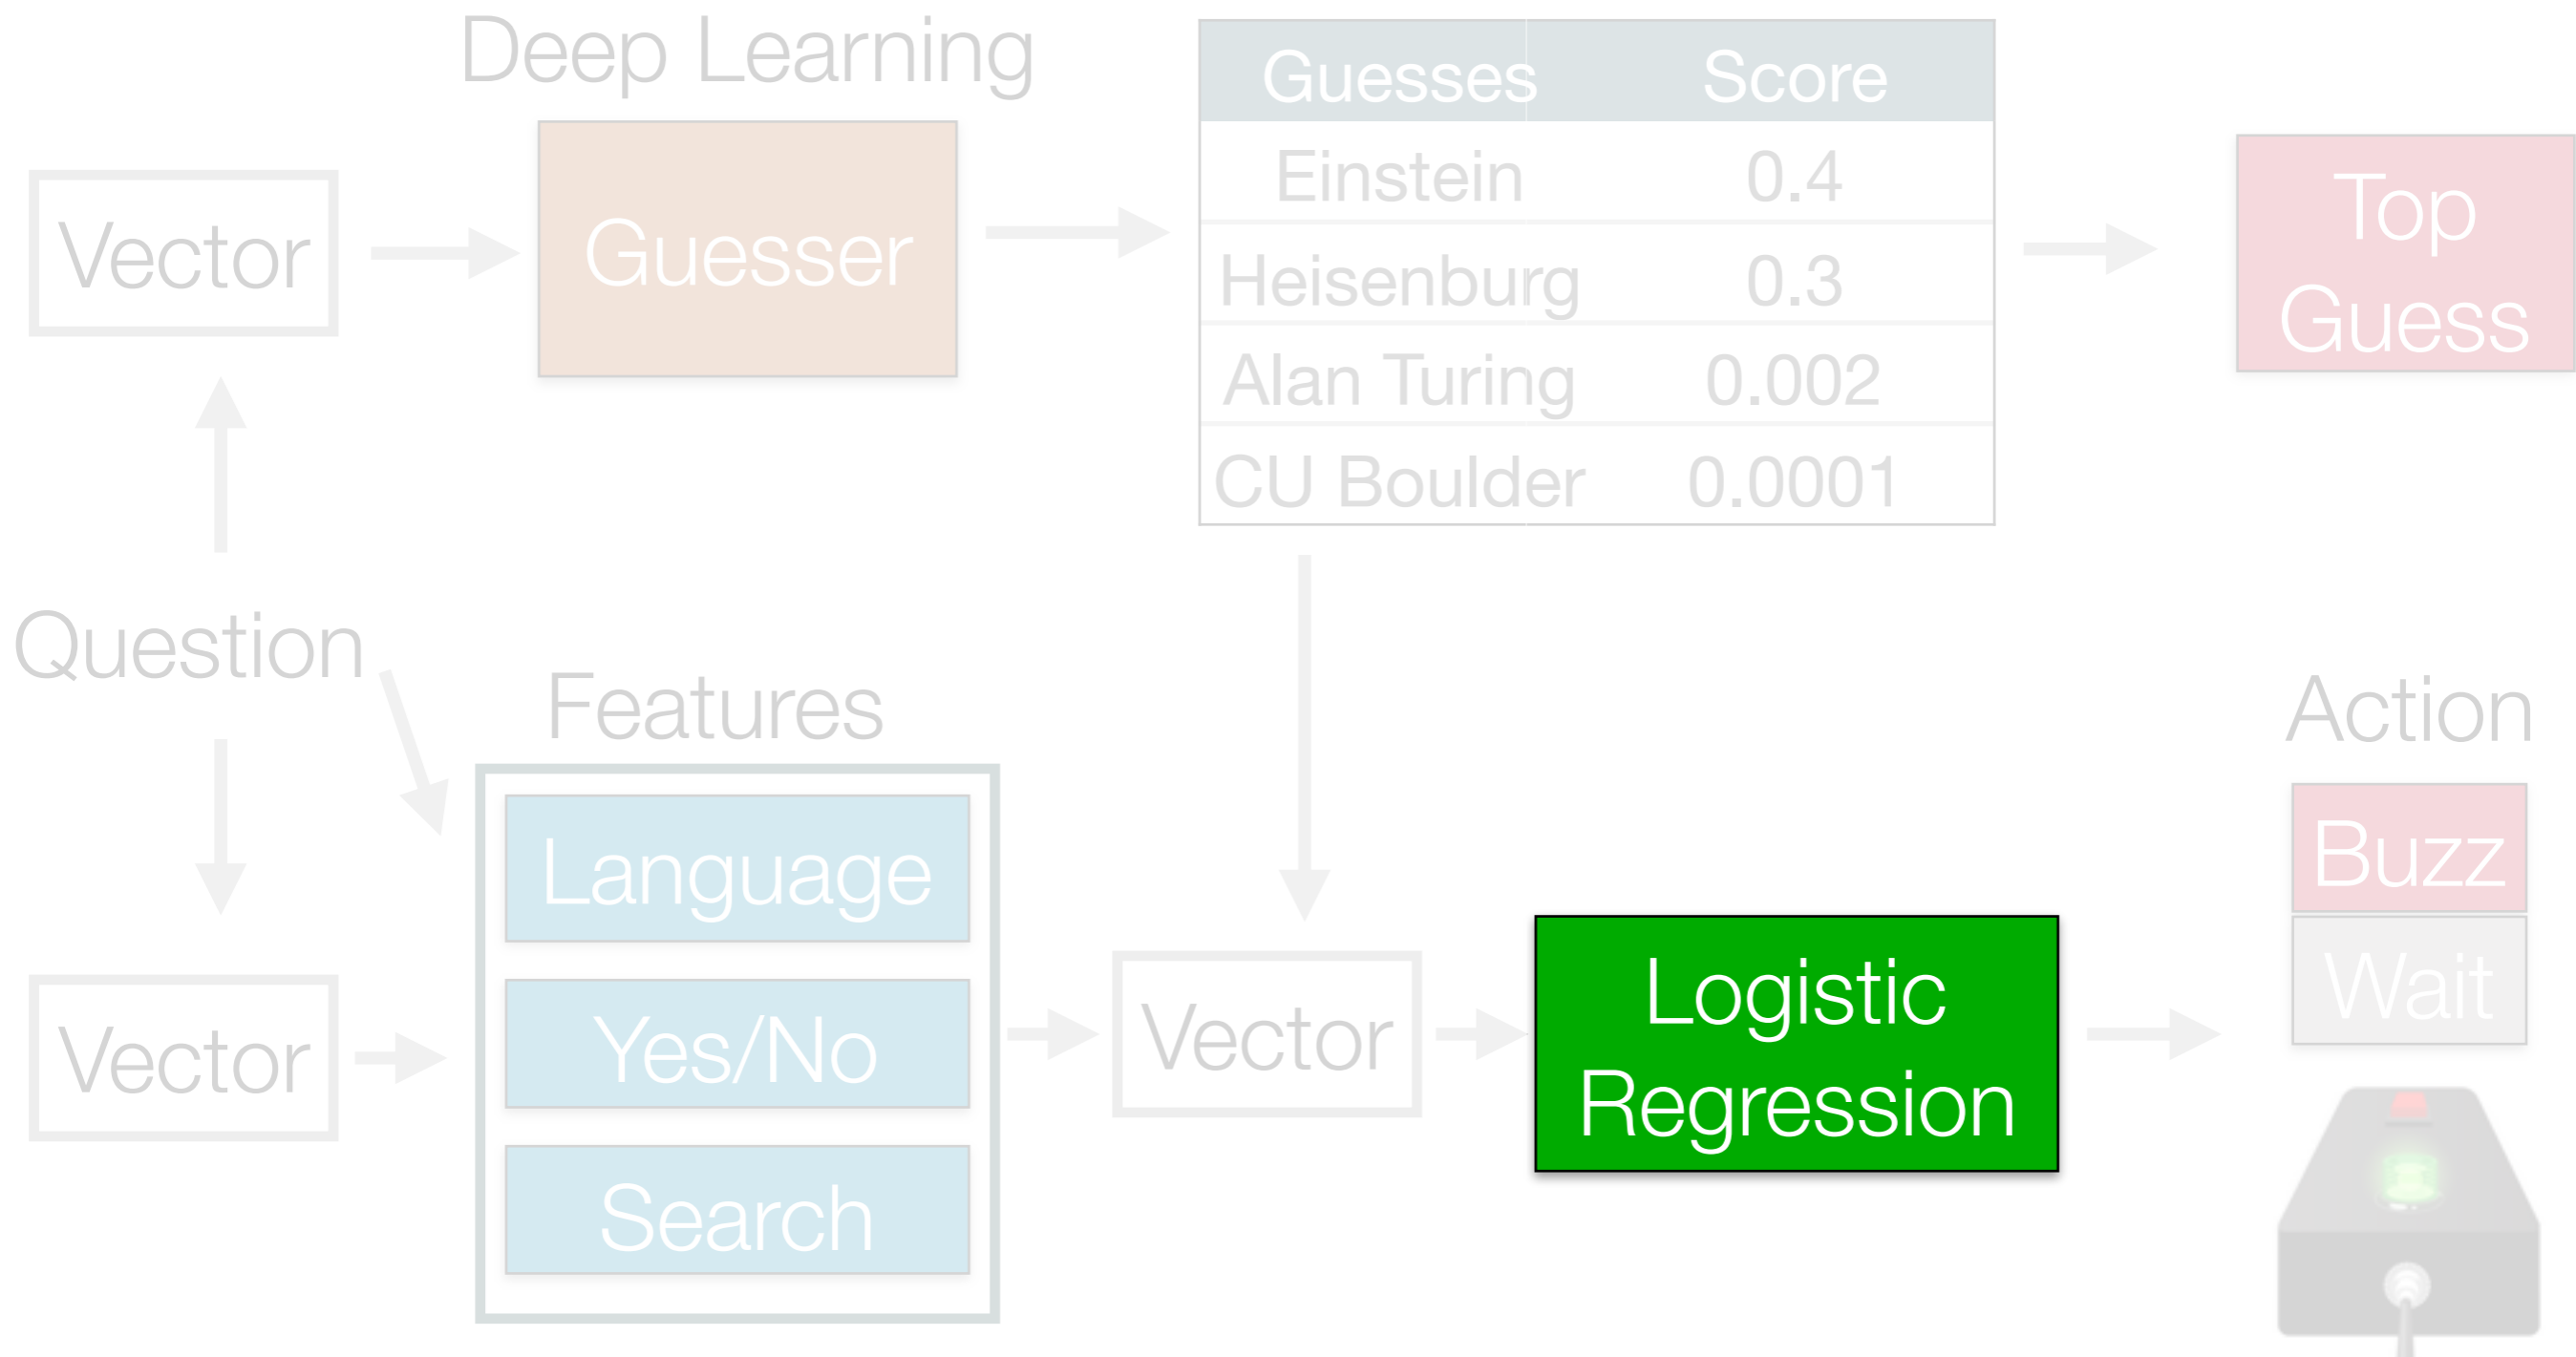 Deep Learning
Vector
Guesser
Guesses Score
Einstein 0.4
Heisenburg 0.3
Alan Turing 0.002
CU Boulder 0.0001
Top
Guess
Question
Features
Language
Yes/No
Search
Vector
Vector
Logistic
Regression
Action
Buzz
Wait